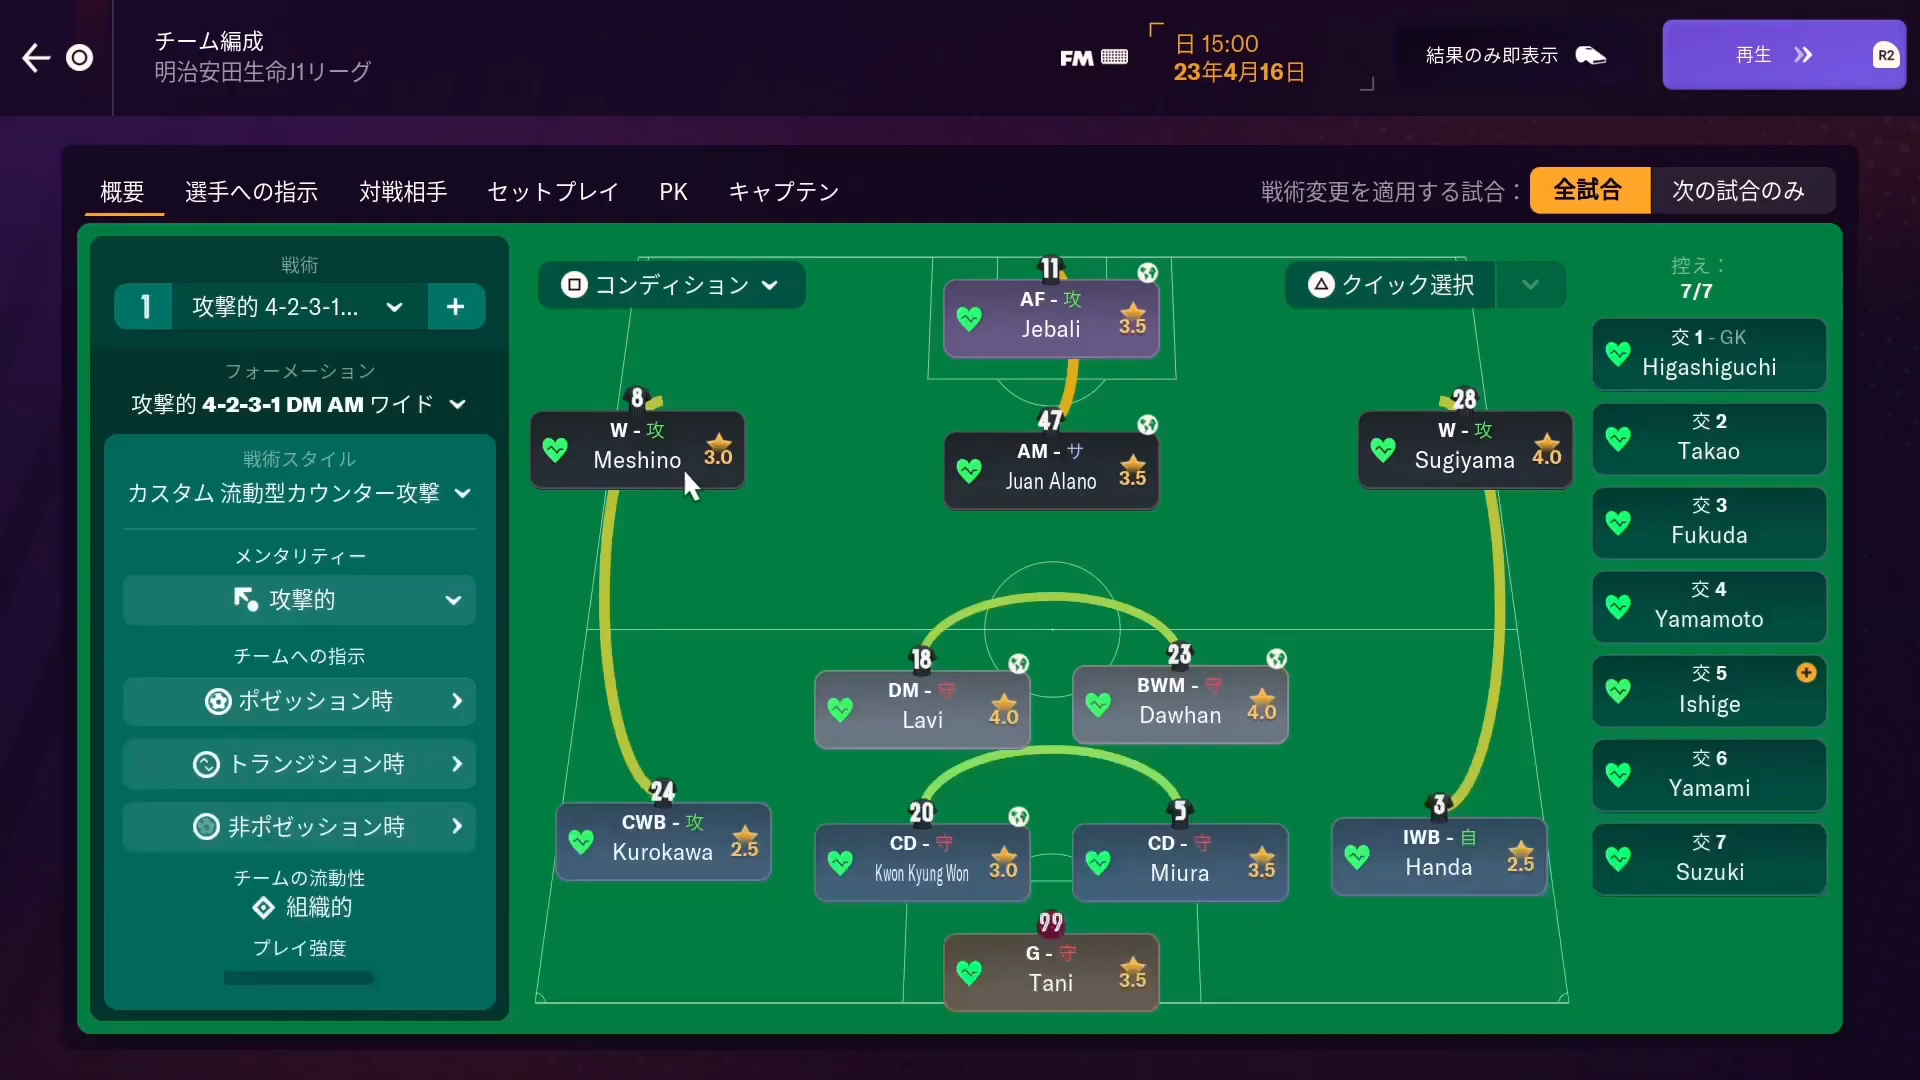 チーム編成
明治安田生命J1リーグ
FM
日 15:00
23年4月16日
結果のみ即表示
再生
R2
概要
選手への指示
対戦相手
セットプレイ
PK
キャプテン
戦術変更を適用する試合：
全試合
次の試合のみ
戦術
1
攻撃的 4-2-3-1...
+
フォーメーション
攻撃的 4-2-3-1 DM AM ワイド
戦術スタイル
カスタム 流動型カウンター攻撃
メンタリティー
攻撃的
チームへの指示
ポゼッション時
トランジション時
非ポゼッション時
チームの流動性
組織的
プレイ強度
コンディション
クイック選択
11
AF - 攻
Jebali
3.5
8
W - 攻
Meshino
3.0
47
AM - サ
Juan Alano
3.5
28
W - 攻
Sugiyama
4.0
18
DM - 守
Lavi
4.0
23
BWM - 守
Dawhan
4.0
24
CWB - 攻
Kurokawa
2.5
20
CD - 守
Kwon Kyung Won
3.0
5
CD - 守
Miura
3.5
3
IWB - 自
Handa
2.5
99
G - 守
Tani
3.5
控え：
7/7
交 1 - GK
Higashiguchi
交 2
Takao
交 3
Fukuda
交 4
Yamamoto
交 5
Ishige
交 6
Yamami
交 7
Suzuki